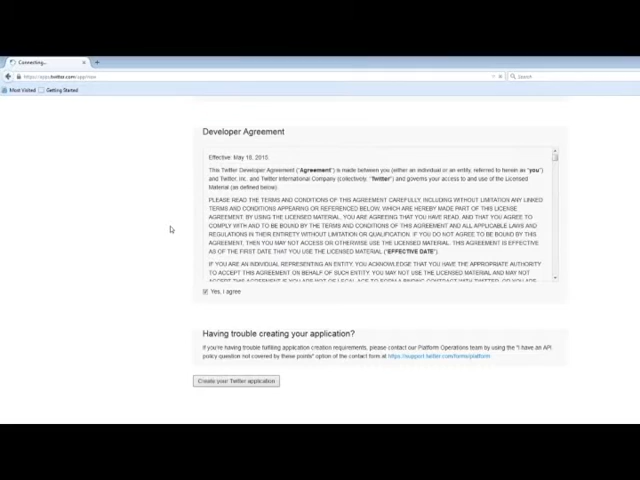 Connecting...
https://apps.twitter.com/app/new
Search
Most Visited
Getting Started
Developer Agreement
Effective: May 18, 2015.
This Twitter Developer Agreement ("Agreement") is made between you (either an individual or an entity, referred to herein as "you")
and Twitter, Inc. and Twitter International Company (collectively, "Twitter") and governs your access to and use of the Licensed
Material (as defined below).
PLEASE READ THE TERMS AND CONDITIONS OF THIS AGREEMENT CAREFULLY, INCLUDING WITHOUT LIMITATION ANY LINKED
TERMS AND CONDITIONS APPEARING OR REFERENCED BELOW, WHICH ARE HEREBY MADE PART OF THIS LICENSE
AGREEMENT. BY USING THE LICENSED MATERIAL, YOU ARE AGREEING THAT YOU HAVE READ, AND THAT YOU AGREE TO
COMPLY WITH AND TO BE BOUND BY THE TERMS AND CONDITIONS OF THIS AGREEMENT AND ALL APPLICABLE LAWS AND
REGULATIONS IN THEIR ENTIRETY WITHOUT LIMITATION OR QUALIFICATION. IF YOU DO NOT AGREE TO BE BOUND BY THIS
AGREEMENT, THEN YOU MAY NOT ACCESS OR OTHERWISE USE THE LICENSED MATERIAL. THIS AGREEMENT IS EFFECTIVE
AS OF THE FIRST DATE THAT YOU USE THE LICENSED MATERIAL ("EFFECTIVE DATE").
IF YOU ARE AN INDIVIDUAL REPRESENTING AN ENTITY, YOU ACKNOWLEDGE THAT YOU HAVE THE APPROPRIATE AUTHORITY
TO ACCEPT THIS AGREEMENT ON BEHALF OF SUCH ENTITY. YOU MAY NOT USE THE LICENSED MATERIAL AND MAY NOT
Yes, I agree
Having trouble creating your application?
If you're having trouble fulfilling application creation requirements, please contact our Platform Operations team by using the "I have an API
policy question not covered by these points" option of the contact form at https://support.twitter.com/forms/platform.
Create your Twitter application